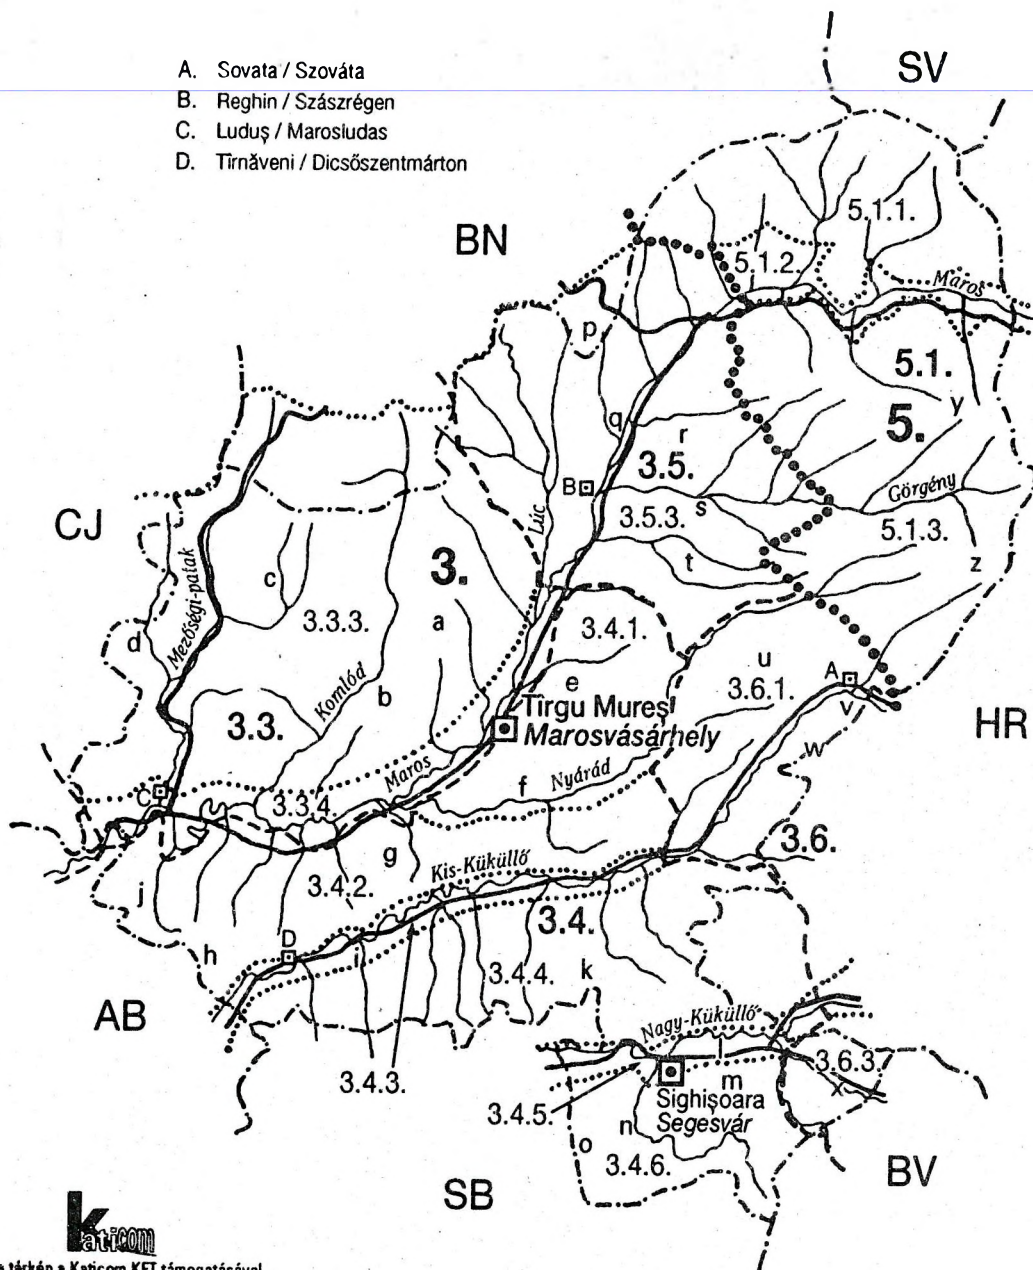 A. Sovata / Szováta
B. Reghin / Szászrégen
C. Luduş / Marosludas
D. Tîrnăveni / Dicsőszentmárton
SV
BN
5.1.1.
5.1.2.
Maros
p
5.1.
y
5.
q
r
3.5.
B
Görgény
CJ
Lúc
3.5.3.
s
5.1.3.
3.
t
z
c
Mezőségi-patak
3.3.3.
a
3.4.1.
d
u
A
3.6.1.
e
b
Komlód
v
Tîrgu Mureş
Marosvásárhely
3.3.
HR
w
Maros
Nyárád
f
C
3.3.4.
3.6.
g
Kis-Küküllő
3.4.2.
j
3.4.
D
h
i
3.4.4.
k
AB
Nagy-Küküllő
3.6.3.
3.4.3.
m
x
Sighişoara
Segesvár
3.4.5.
n
o
3.4.6.
BV
SB
Katicom
a térkép a Katicom KFT támogatásával